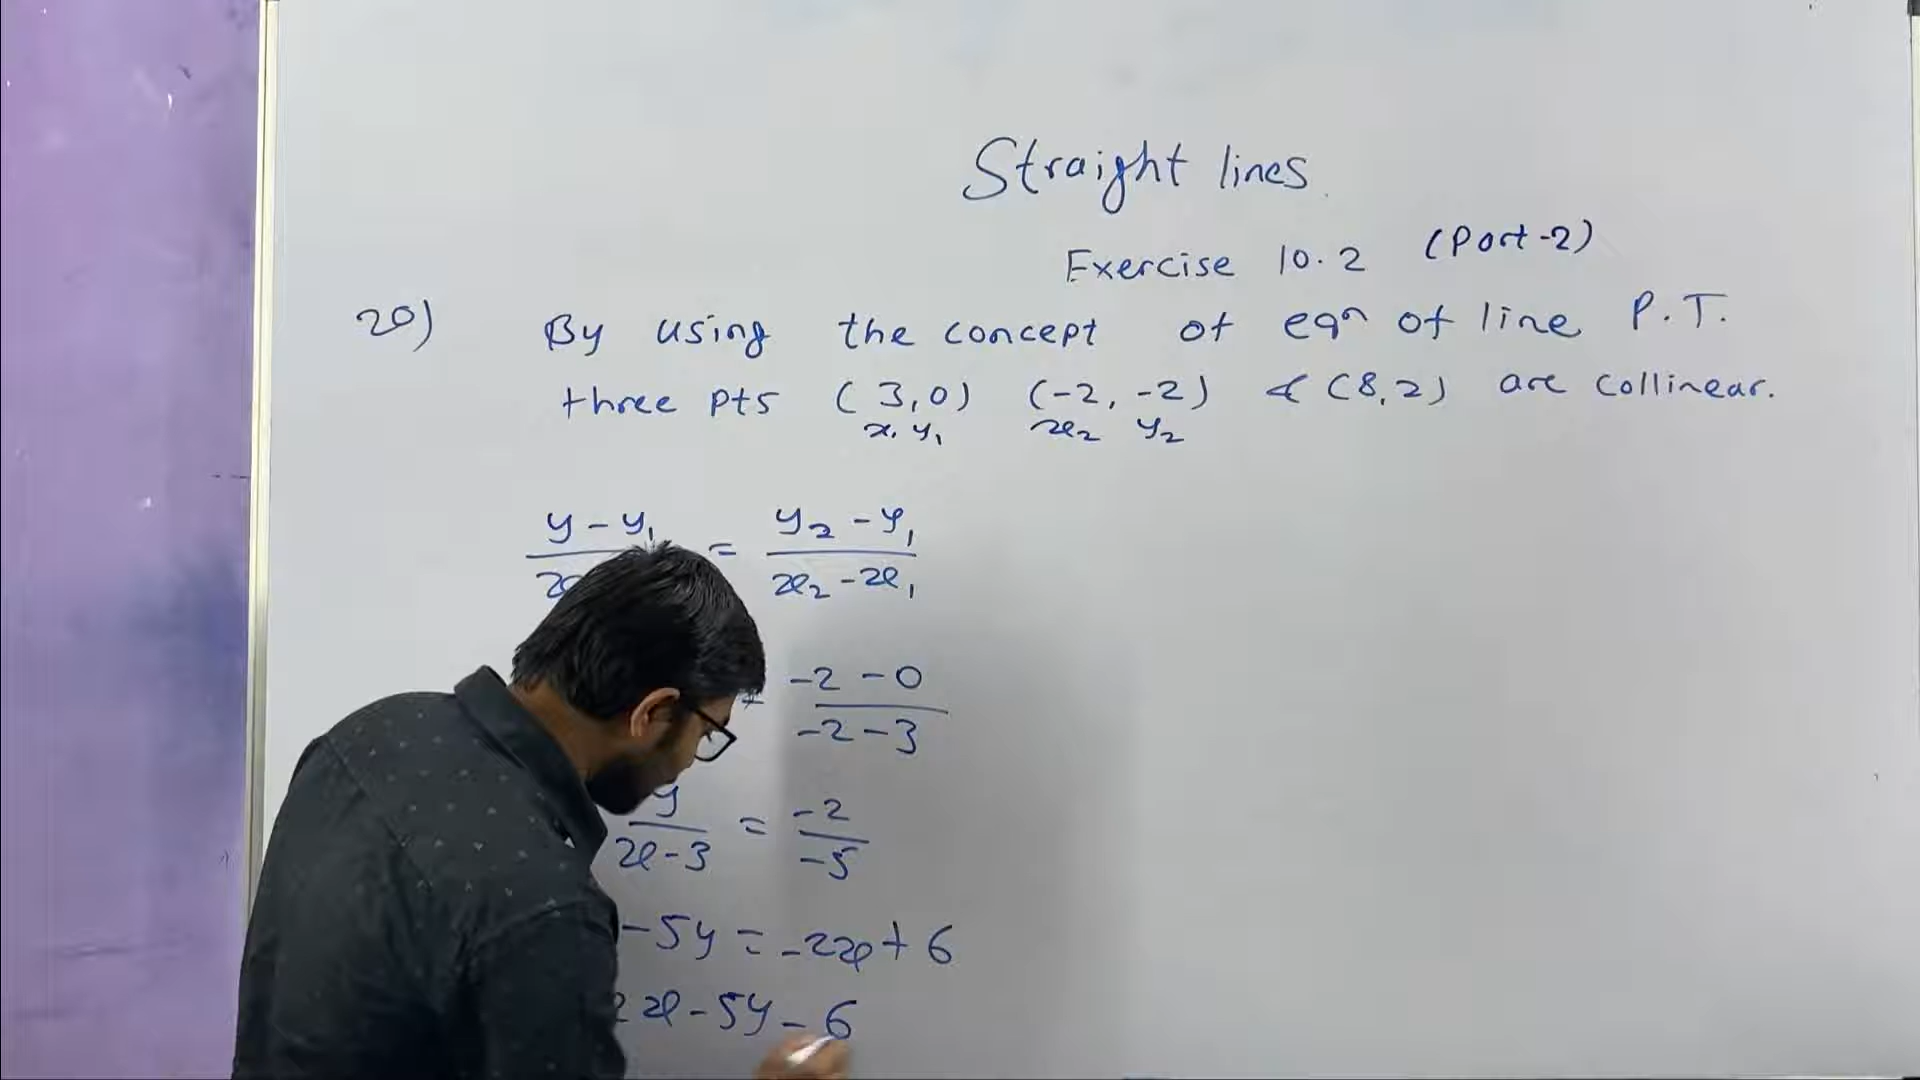 Straight lines
Exercise 10.2 (Part-2)
20) By using the concept of eqn of line P.T.
three pts (3,0) (-2, -2) & (8,2) are collinear.
x1 y1 x2 y2
y - y1 = y2 - y1
x2 - x1
= -2 - 0
-2 - 3
y = -2
x - 3 -5
-5y = -2x + 6
2x - 5y - 6